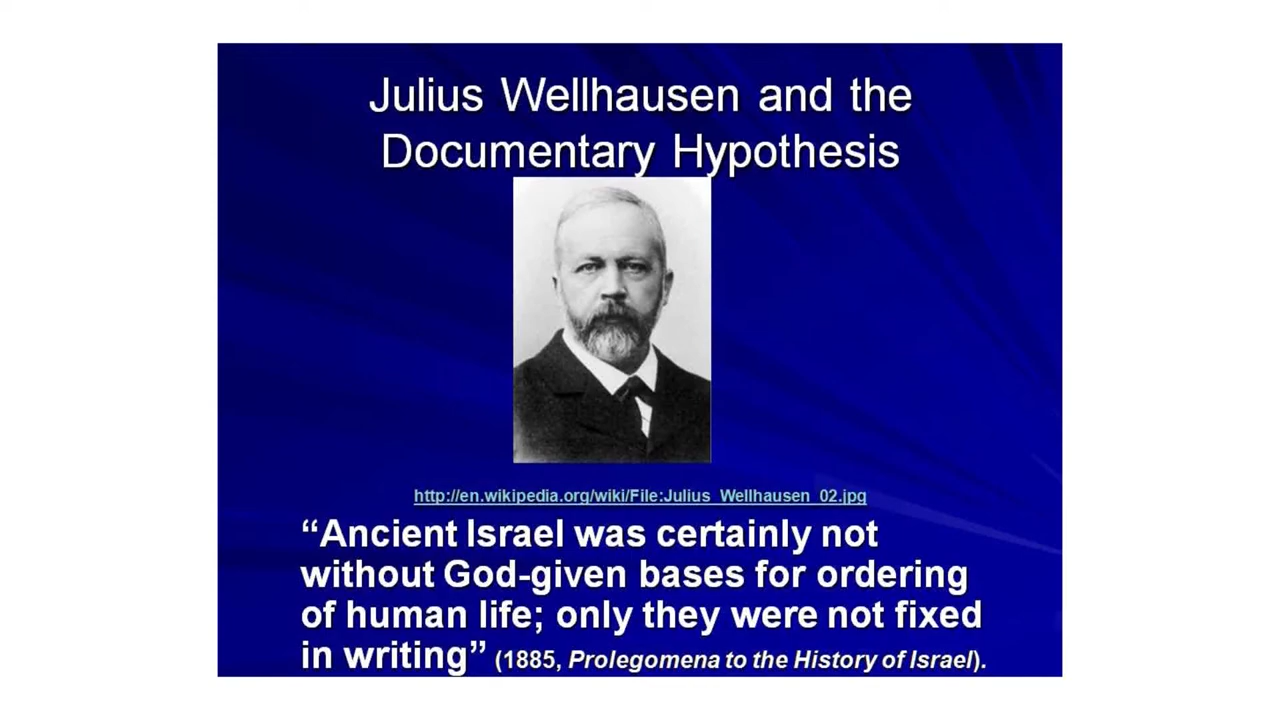 Julius Wellhausen and the
Documentary Hypothesis
http://en.wikipedia.org/wiki/File:Julius_Wellhausen_02.jpg
“Ancient Israel was certainly not
without God-given bases for ordering
of human life; only they were not fixed
in writing” (1885, Prolegomena to the History of Israel).